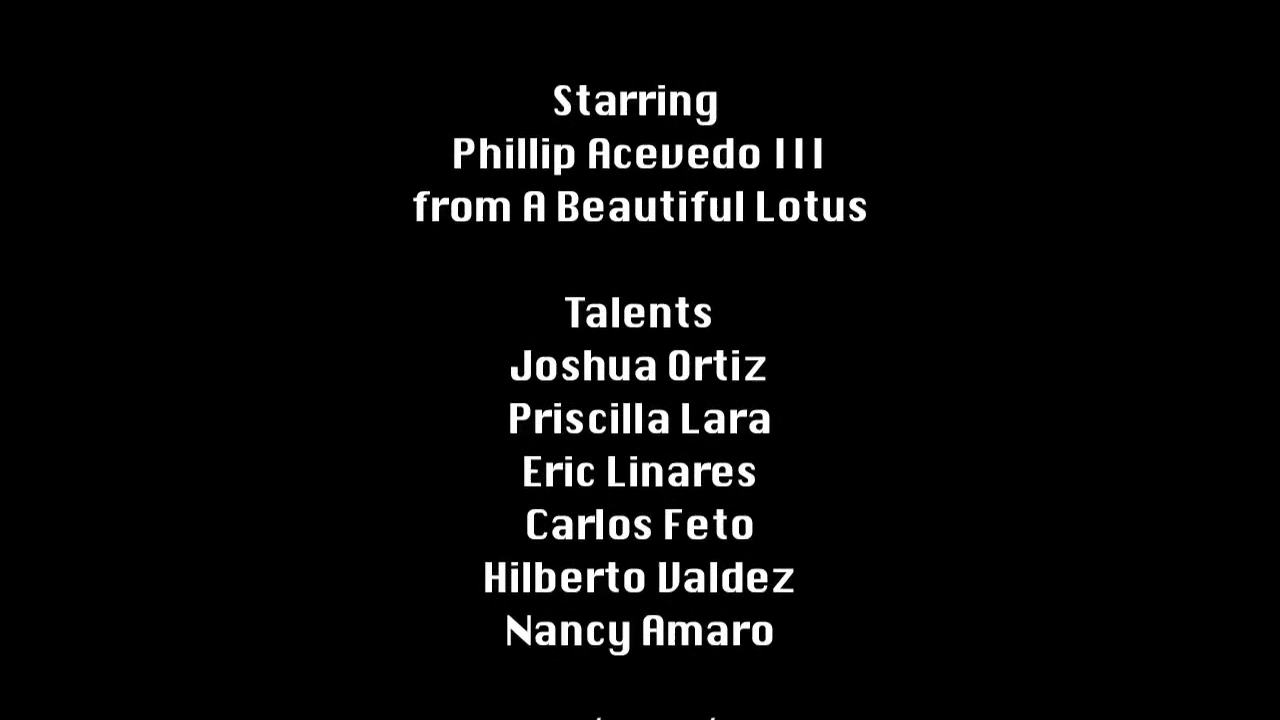 Starring
Phillip Acevedo III
from A Beautiful Lotus
Talents
Joshua Ortiz
Priscilla Lara
Eric Linares
Carlos Feto
Hilberto Valdez
Nancy Amaro